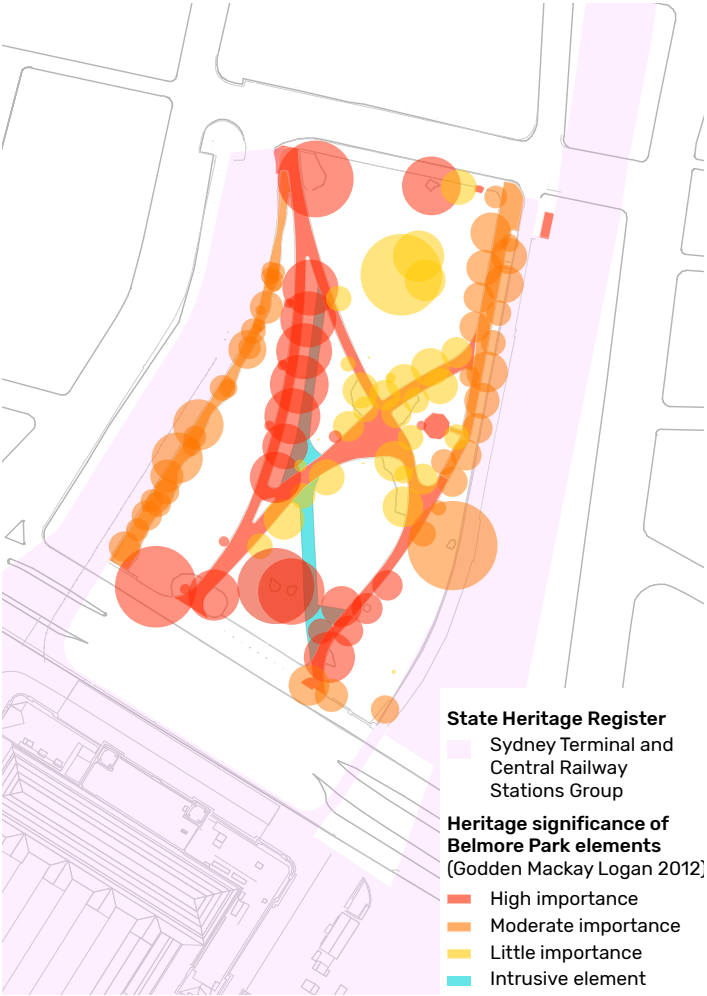 State Heritage Register
Sydney Terminal and
Central Railway
Stations Group
Heritage significance of
Belmore Park elements
(Godden Mackay Logan 2012)
High importance
Moderate importance
Little importance
Intrusive element